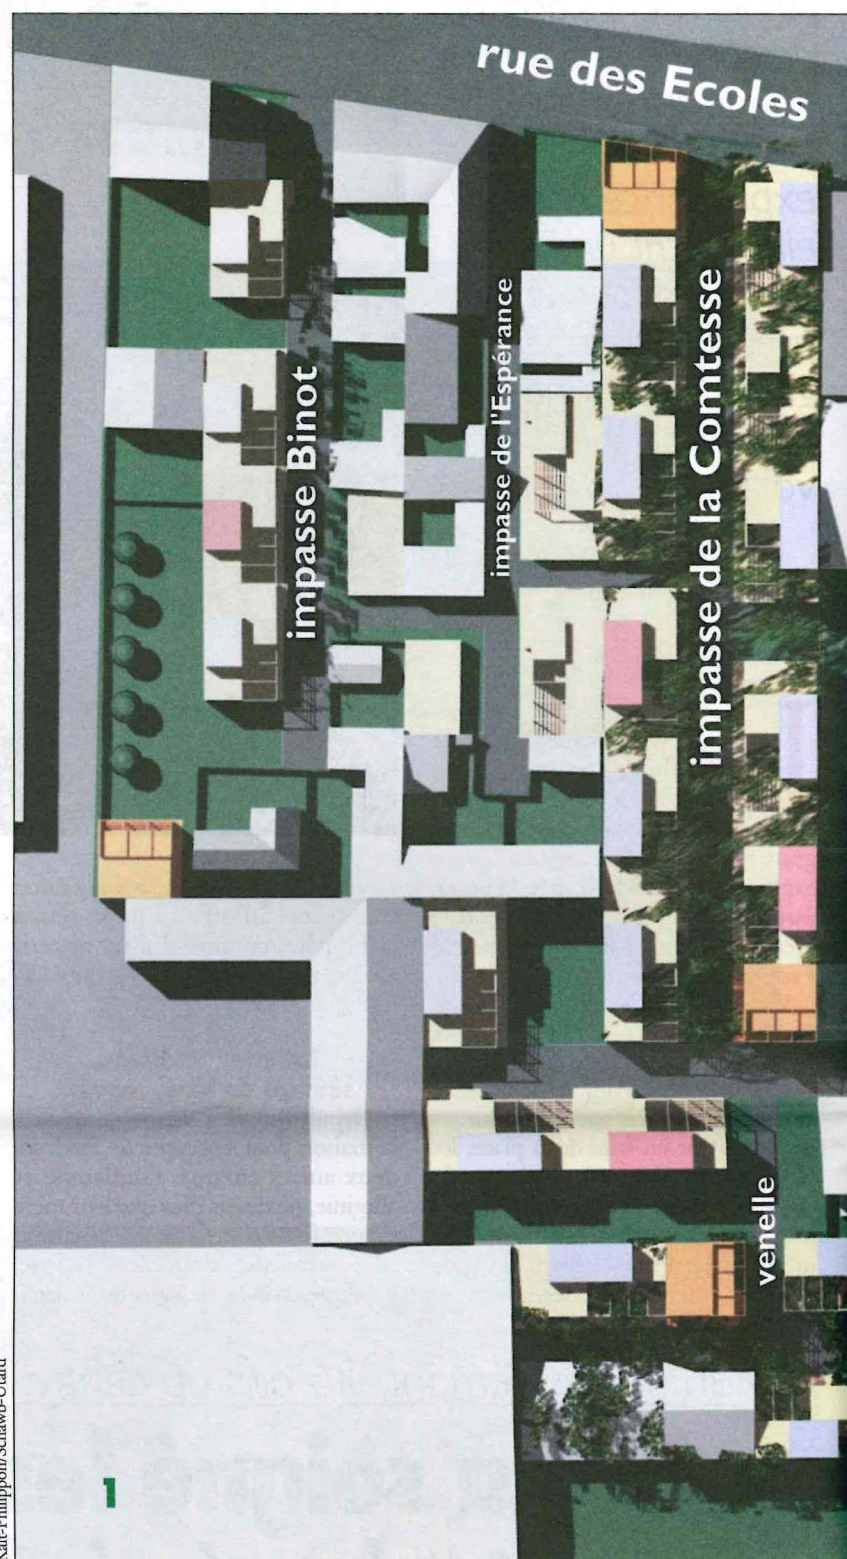 rue des Ecoles
impasse Binot
impasse de l'Espérance
impasse de la Comtesse
venelle
1